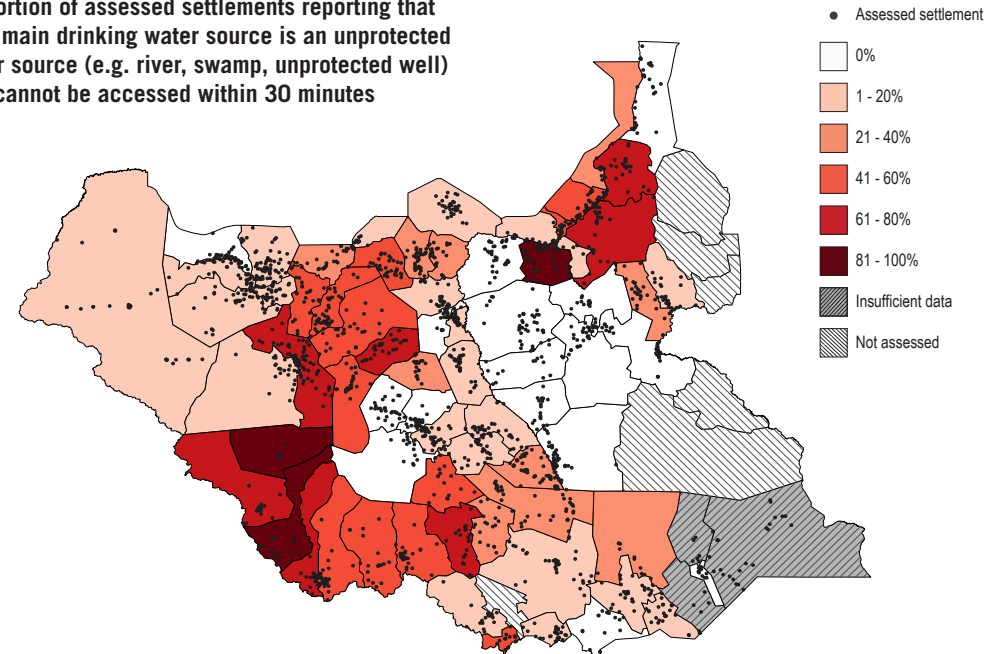 ortion of assessed settlements reporting that
main drinking water source is an unprotected
r source (e.g. river, swamp, unprotected well)
cannot be accessed within 30 minutes
Assessed settlement
0%
1 - 20%
21 - 40%
41 - 60%
61 - 80%
81 - 100%
Insufficient data
Not assessed